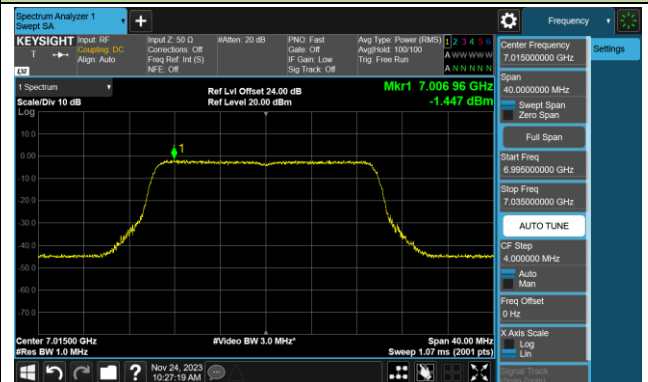 Spectrum Analyzer 1
Swept SA
Frequency
KEYSIGHT
Input: RF
Coupling: DC
Align: Auto
Input Z: 50 Ω
Corrections: Off
Freq Ref: Int (S)
NFE: Off
#Atten: 20 dB
PNO: Fast
Gate: Off
IF Gain: Low
Sig Track: Off
Avg Type: Power (RMS)
Avg|Hold: 100/100
Trig: Free Run
1 2 3 4 5 6
A W W W W W
A N N N N N
T
LXI
Center Frequency
7.015000000 GHz
Settings
Span
40.0000000 MHz
Swept Span
Zero Span
Full Span
Start Freq
6.995000000 GHz
Stop Freq
7.035000000 GHz
AUTO TUNE
CF Step
4.000000 MHz
Auto
Man
Freq Offset
0 Hz
X Axis Scale
Log
Lin
Signal Track
1 Spectrum
Scale/Div 10 dB
Log
Ref Lvl Offset 24.00 dB
Ref Level 20.00 dBm
Mkr1 7.006 96 GHz
-1.447 dBm
10.0
0.00
-10.0
-20.0
-30.0
-40.0
-50.0
-60.0
-70.0
1
Center 7.01500 GHz
#Res BW 1.0 MHz
#Video BW 3.0 MHz*
Span 40.00 MHz
Sweep 1.07 ms (2001 pts)
Nov 24, 2023
10:27:19 AM